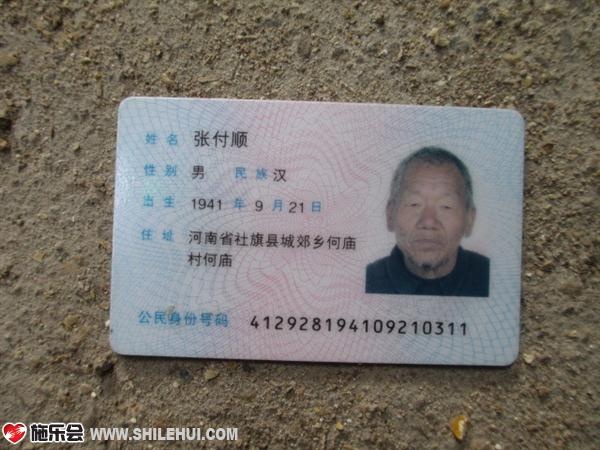 姓名 张付顺
性别 男 民族 汉
出生 1941 年 9 月 21 日
住址 河南省社旗县城郊乡何庙
村何庙
公民身份号码 412928194109210311
施乐会 WWW.SHILEHUI.COM